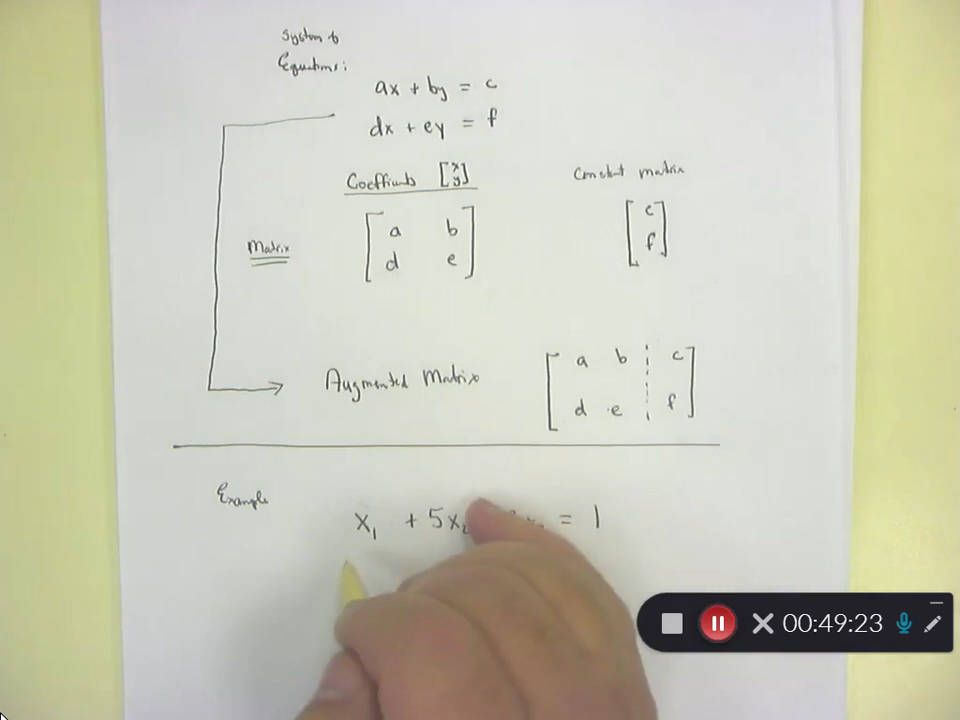 System of
Equations:
ax + by = c
dx + ey = f
Coefficients [x y]
Constant matrix
Matrix
[a b
d e]
[c
f]
Augmented Matrix
[a b ¦ c
d e ¦ f]
Example
x₁ + 5x₂ = 1
00:49:23